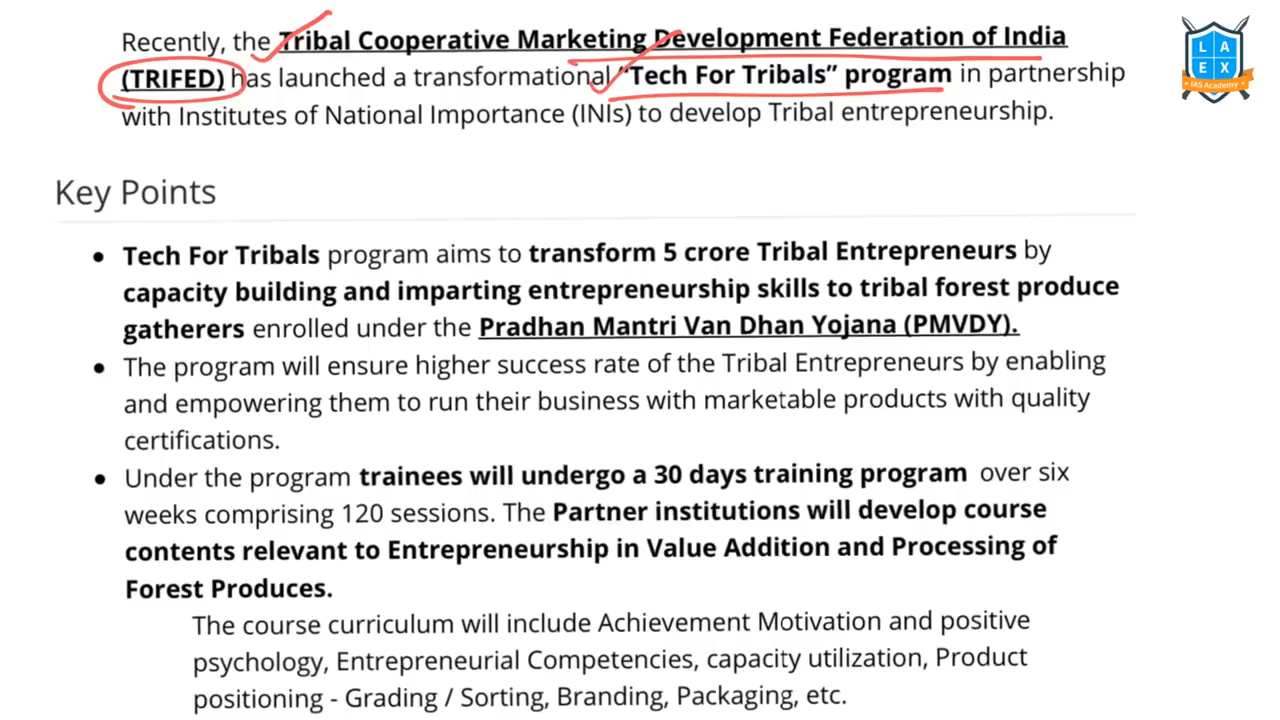 Recently, the Tribal Cooperative Marketing Development Federation of India
(TRIFED) has launched a transformational "Tech For Tribals" program in partnership
with Institutes of National Importance (INIs) to develop Tribal entrepreneurship.
L A
E X
IAS Academy
Key Points
• Tech For Tribals program aims to transform 5 crore Tribal Entrepreneurs by
capacity building and imparting entrepreneurship skills to tribal forest produce
gatherers enrolled under the Pradhan Mantri Van Dhan Yojana (PMVDY).
• The program will ensure higher success rate of the Tribal Entrepreneurs by enabling
and empowering them to run their business with marketable products with quality
certifications.
• Under the program trainees will undergo a 30 days training program over six
weeks comprising 120 sessions. The Partner institutions will develop course
contents relevant to Entrepreneurship in Value Addition and Processing of
Forest Produces.
The course curriculum will include Achievement Motivation and positive
psychology, Entrepreneurial Competencies, capacity utilization, Product
positioning - Grading / Sorting, Branding, Packaging, etc.